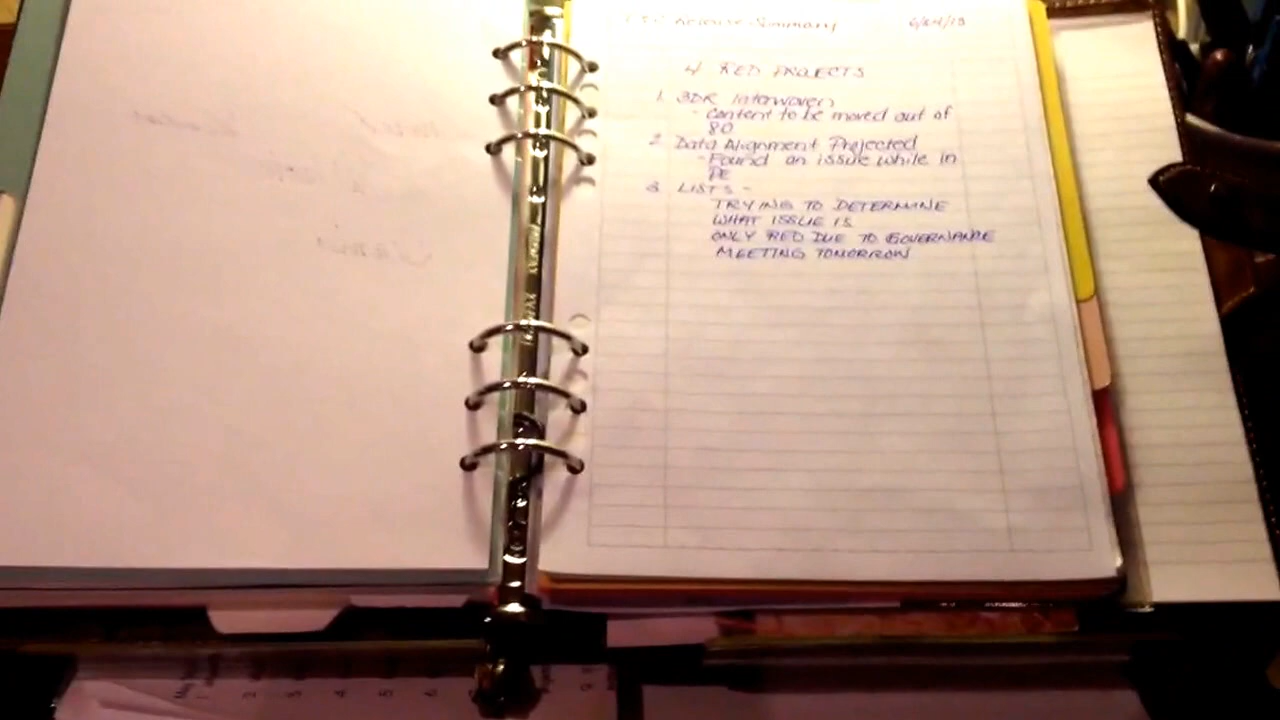 Summary
4 RED PROJECTS
1. 3DR Interwoven
- Content to be moved out of
80
2 Data Alignment Projected
- Found an issue while in
PE
3 LISTS -
TRYING TO DETERMINE
WHAT ISSUE IS
ONLY RED DUE TO GOVERNANCE
MEETING TOMORROW